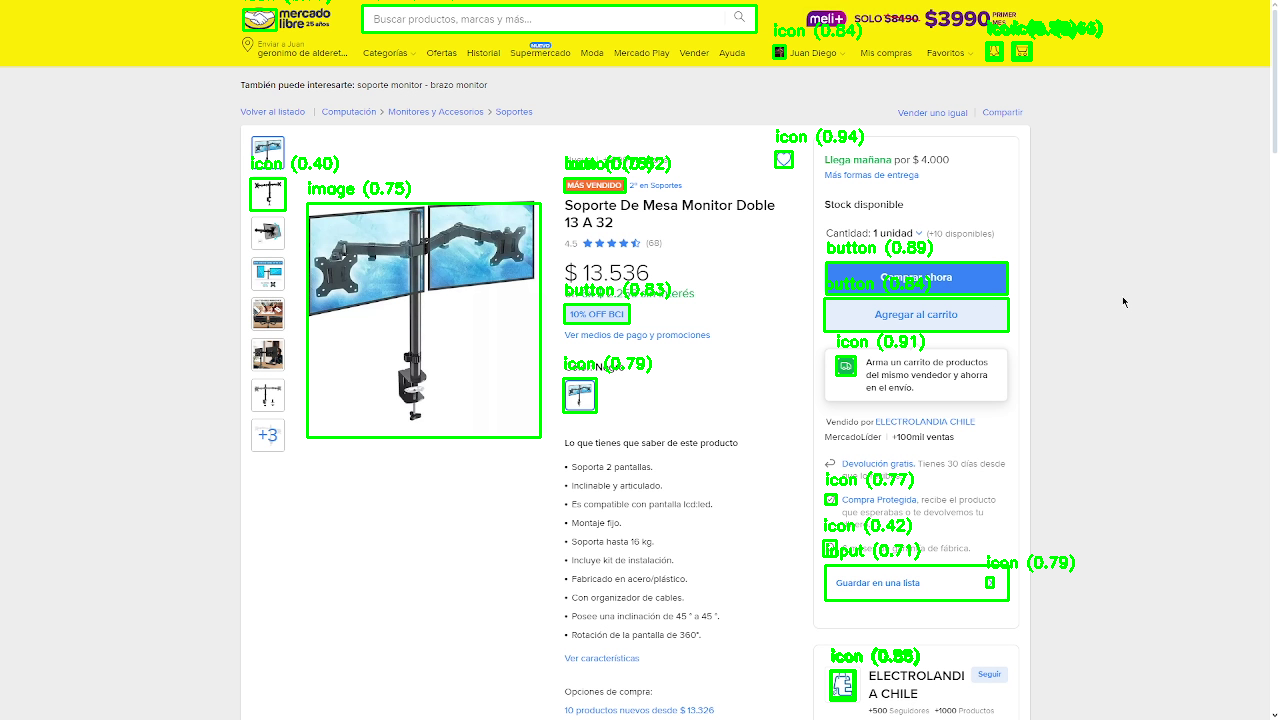 mercado
libre 25 años
Buscar productos, marcas y más...
meli+ SOLO $8490 $3990 PRIMER MES
icon (0.84)
Enviar a Juan
geronimo de alderet...
Categorías
Ofertas
Historial
NUEVO
Supermercado
Moda
Mercado Play
Vender
Ayuda
Juan Diego
Mis compras
Favoritos
También puede interesarte: soporte monitor - brazo monitor
Volver al listado | Computación > Monitores y Accesorios > Soportes
Vender uno igual | Compartir
icon (0.94)
icon (0.40)
image (0.75)
MÁS VENDIDO 2º en Soportes
Soporte De Mesa Monitor Doble
13 A 32
4.5 (68)
$ 13.536
button (0.83)
10% OFF BCI
Ver medios de pago y promociones
icon (0.79)
Lo que tienes que saber de este producto
• Soporta 2 pantallas.
• Inclinable y articulado.
• Es compatible con pantalla lcd:led.
• Montaje fijo.
• Soporta hasta 16 kg.
• Incluye kit de instalación.
• Fabricado en acero/plástico.
• Con organizador de cables.
• Posee una inclinación de 45 ° a 45 °.
• Rotación de la pantalla de 360°.
Ver características
Opciones de compra:
10 productos nuevos desde $ 13.326
+3
Llega mañana por $ 4.000
Más formas de entrega
Stock disponible
Cantidad: 1 unidad (+10 disponibles)
button (0.89)
Comprar ahora
Agregar al carrito
icon (0.91)
Arma un carrito de productos
del mismo vendedor y ahorra
en el envío.
Vendido por ELECTROLANDIA CHILE
MercadoLíder | +100mil ventas
Devolución gratis. Tienes 30 días desde
icon (0.77)
Compra Protegida, recibe el producto
que esperabas o te devolvemos tu
icon (0.42)
de fábrica.
input (0.71)
icon (0.79)
Guardar en una lista
ELECTROLANDI
A CHILE
Seguir
+500 Seguidores +1000 Productos